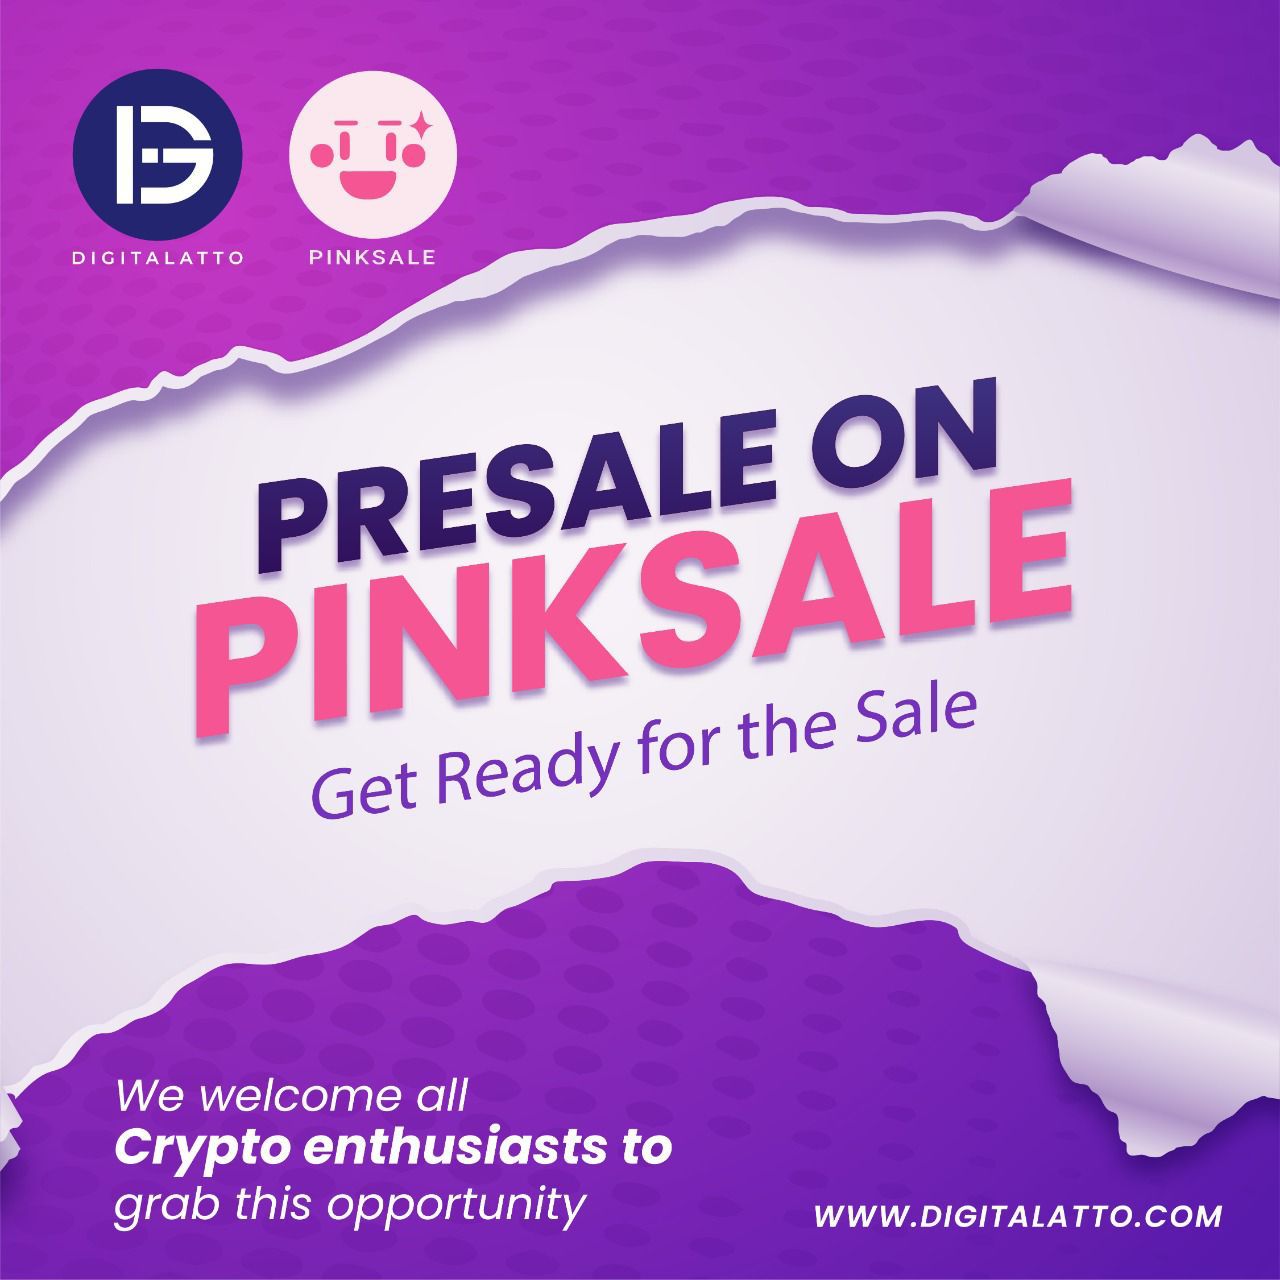 DIGITALATTO
PINKSALE
PRESALE ON
PINKSALE
Get Ready for the Sale
We welcome all
Crypto enthusiasts to
grab this opportunity
WWW.DIGITALATTO.COM